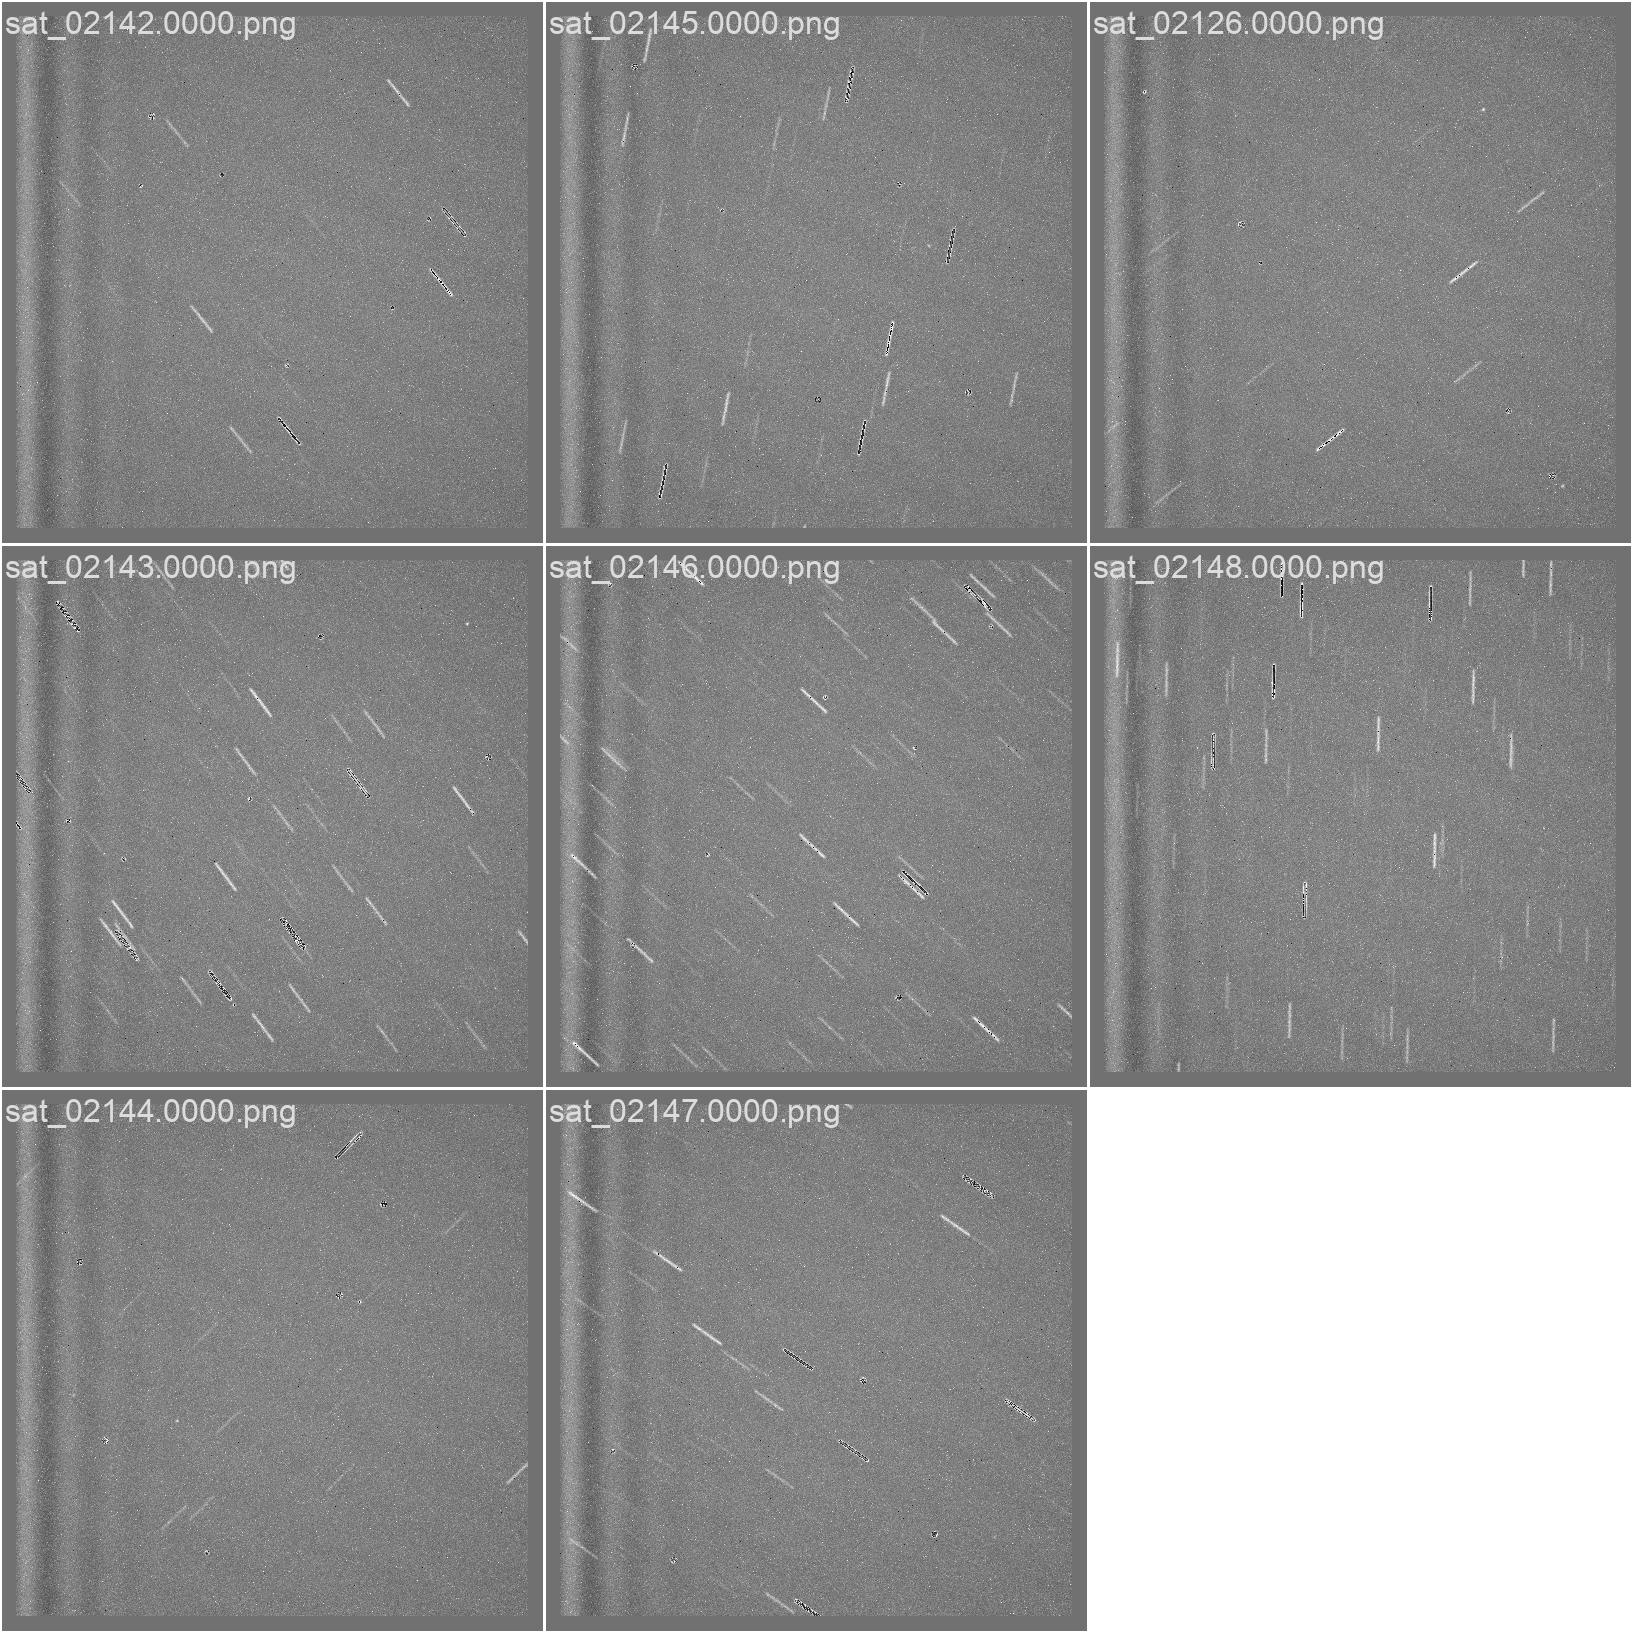 sat_02142.0000.png
sat_02145.0000.png
sat_02126.0000.png
sat_02143.0000.png
sat_02146.0000.png
sat_02148.0000.png
sat_02144.0000.png
sat_02147.0000.png